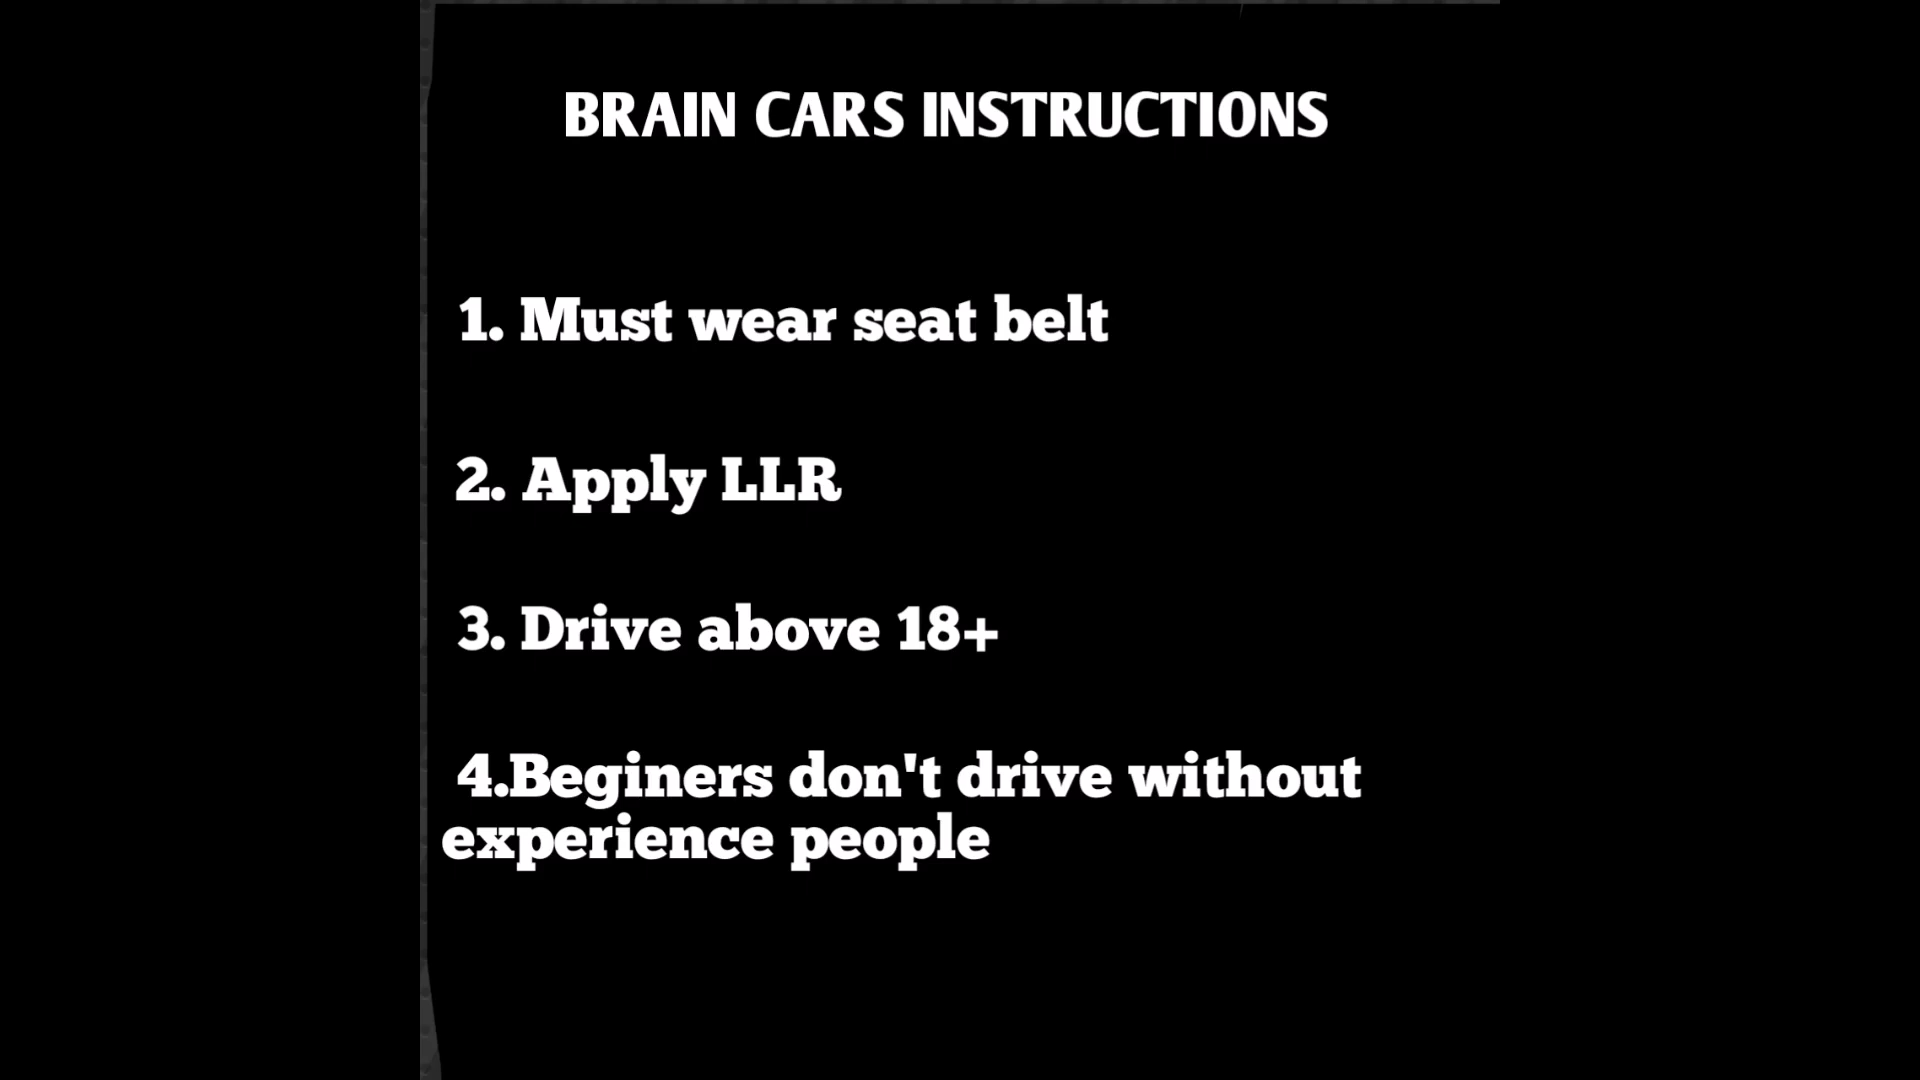 BRAIN CARS INSTRUCTIONS
1. Must wear seat belt
2. Apply LLR
3. Drive above 18+
4.Beginers don't drive without
experience people